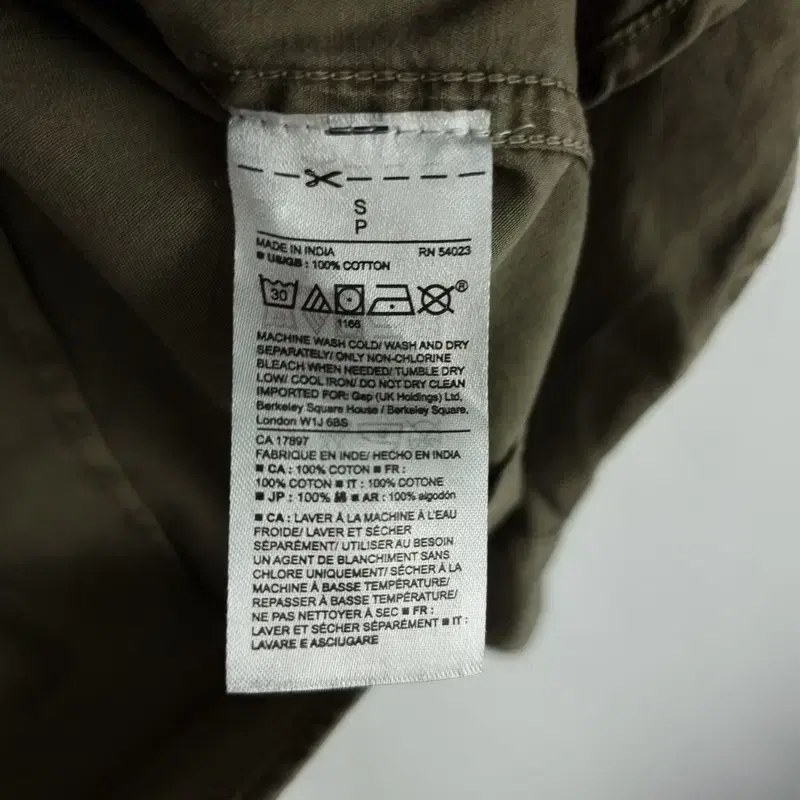 S
P
MADE IN INDIA RN 54023
■ US/GB : 100% COTTON
30
®
1166
MACHINE WASH COLD/ WASH AND DRY
SEPARATELY/ ONLY NON-CHLORINE
BLEACH WHEN NEEDED/ TUMBLE DRY
LOW/ COOL IRON/ DO NOT DRY CLEAN
IMPORTED FOR: Gap (UK Holdings) Ltd.
Berkeley Square House / Berkeley Square,
London W1J 6BS
CA 17897
FABRIQUE EN INDE/ HECHO EN INDIA
■ CA : 100% COTON ■ FR :
100% COTON ■ IT : 100% COTONE
■ JP : 100% 綿 ■ AR : 100% algodón
■ CA : LAVER À LA MACHINE À L'EAU
FROIDE/ LAVER ET SÉCHER
SÉPARÉMENT/ UTILISER AU BESOIN
UN AGENT DE BLANCHIMENT SANS
CHLORE UNIQUEMENT/ SÉCHER À LA
MACHINE À BASSE TEMPÉRATURE/
REPASSER À BASSE TEMPÉRATURE/
NE PAS NETTOYER À SEC ■ FR :
LAVER ET SÉCHER SÉPARÉMENT ■ IT :
LAVARE E ASCIUGARE